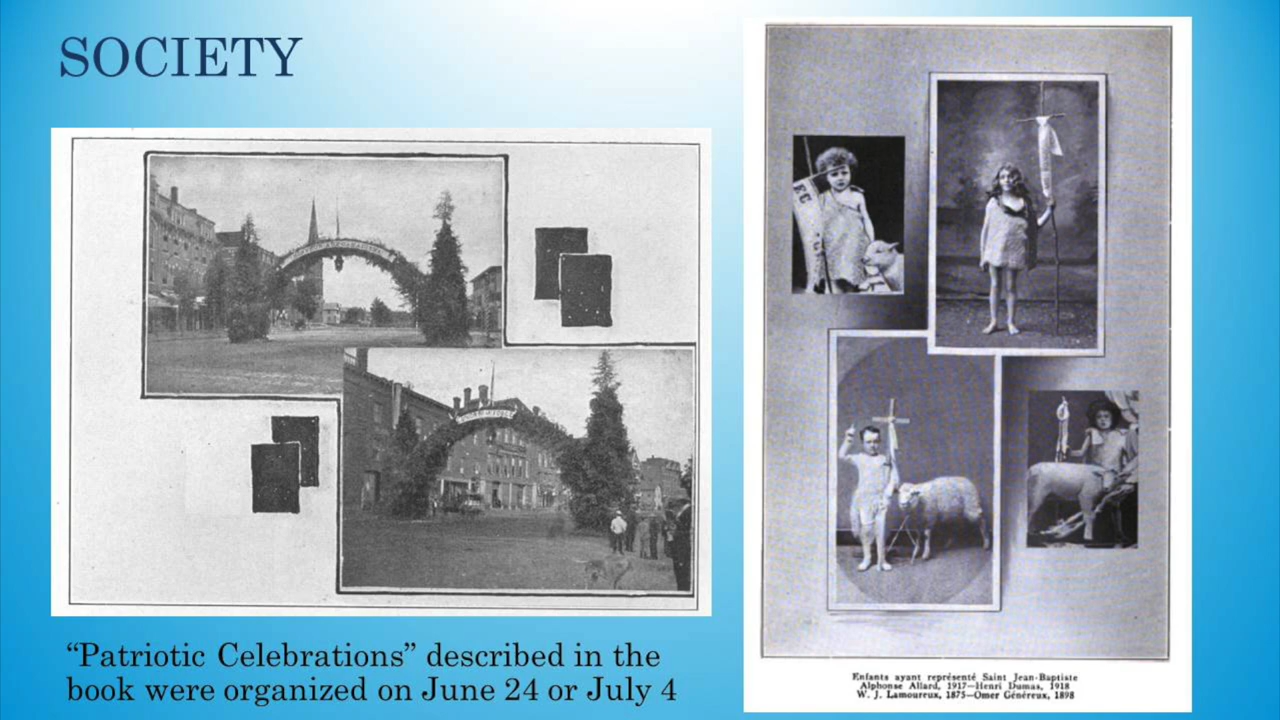 SOCIETY
“Patriotic Celebrations” described in the
book were organized on June 24 or July 4
Enfants ayant représenté Saint Jean-Baptiste
Alphonse Allard, 1917—Henri Dumas, 1918
W. J. Lamoureux, 1875—Omer Généreux, 1898